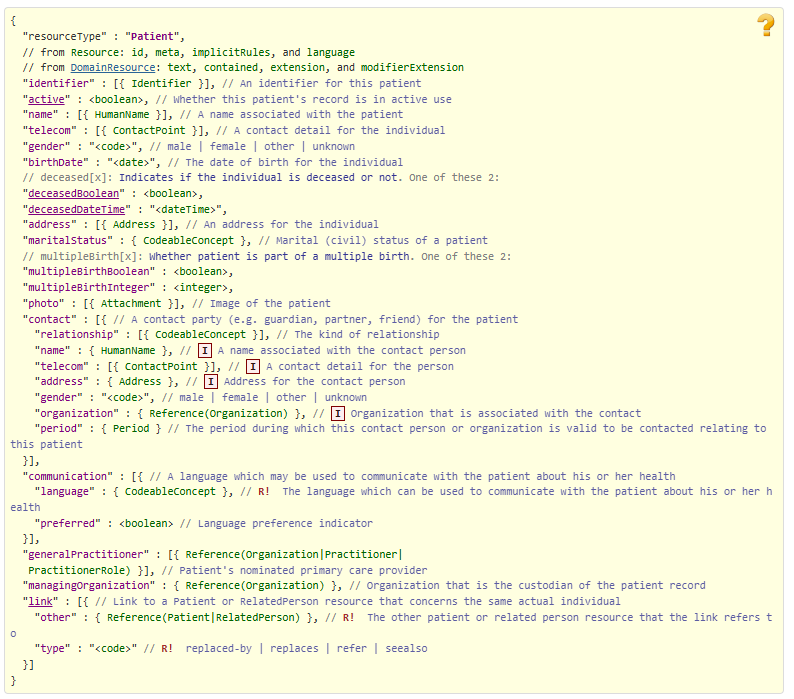 {
"resourceType" : "Patient",
// from Resource: id, meta, implicitRules, and language
// from DomainResource: text, contained, extension, and modifierExtension
"identifier" : [{ Identifier }], // An identifier for this patient
"active" : <boolean>, // Whether this patient's record is in active use
"name" : [{ HumanName }], // A name associated with the patient
"telecom" : [{ ContactPoint }], // A contact detail for the individual
"gender" : "<code>", // male | female | other | unknown
"birthDate" : "<date>", // The date of birth for the individual
// deceased[x]: Indicates if the individual is deceased or not. One of these 2:
"deceasedBoolean" : <boolean>,
"deceasedDateTime" : "<dateTime>",
"address" : [{ Address }], // An address for the individual
"maritalStatus" : { CodeableConcept }, // Marital (civil) status of a patient
// multipleBirth[x]: Whether patient is part of a multiple birth. One of these 2:
"multipleBirthBoolean" : <boolean>,
"multipleBirthInteger" : <integer>,
"photo" : [{ Attachment }], // Image of the patient
"contact" : [{ // A contact party (e.g. guardian, partner, friend) for the patient
"relationship" : [{ CodeableConcept }], // The kind of relationship
"name" : { HumanName }, // I A name associated with the contact person
"telecom" : [{ ContactPoint }], // I A contact detail for the person
"address" : { Address }, // I Address for the contact person
"gender" : "<code>", // male | female | other | unknown
"organization" : { Reference(Organization) }, // I Organization that is associated with the contact
"period" : { Period } // The period during which this contact person or organization is valid to be contacted relating to
this patient
}],
"communication" : [{ // A language which may be used to communicate with the patient about his or her health
"language" : { CodeableConcept }, // R! The language which can be used to communicate with the patient about his or her h
ealth
"preferred" : <boolean> // Language preference indicator
}],
"generalPractitioner" : [{ Reference(Organization|Practitioner|
PractitionerRole) }], // Patient's nominated primary care provider
"managingOrganization" : { Reference(Organization) }, // Organization that is the custodian of the patient record
"link" : [{ // Link to a Patient or RelatedPerson resource that concerns the same actual individual
"other" : { Reference(Patient|RelatedPerson) }, // R! The other patient or related person resource that the link refers t
o
"type" : "<code>" // R! replaced-by | replaces | refer | seealso
}]
}
?